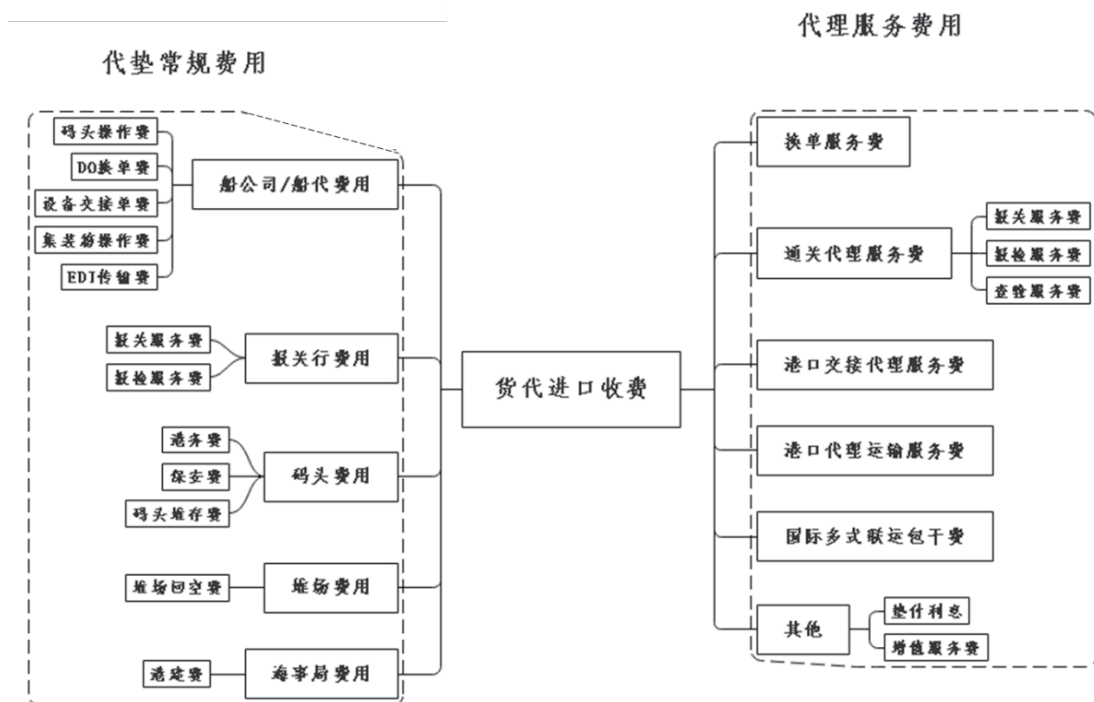 代理服务费用
代垫常规费用
码头操作费
DO换单费
设备交接单费
集装箱操作费
EDI传输费
船公司/船代费用
报关服务费
报检服务费
报关行费用
港务费
保安费
码头堆存费
码头费用
堆场回空费
堆场费用
港建费
海事局费用
货代进口收费
换单服务费
通关代理服务费
报关服务费
报检服务费
查验服务费
港口交接代理服务费
港口代理运输服务费
国际多式联运包干费
其他
垫付利息
增值服务费